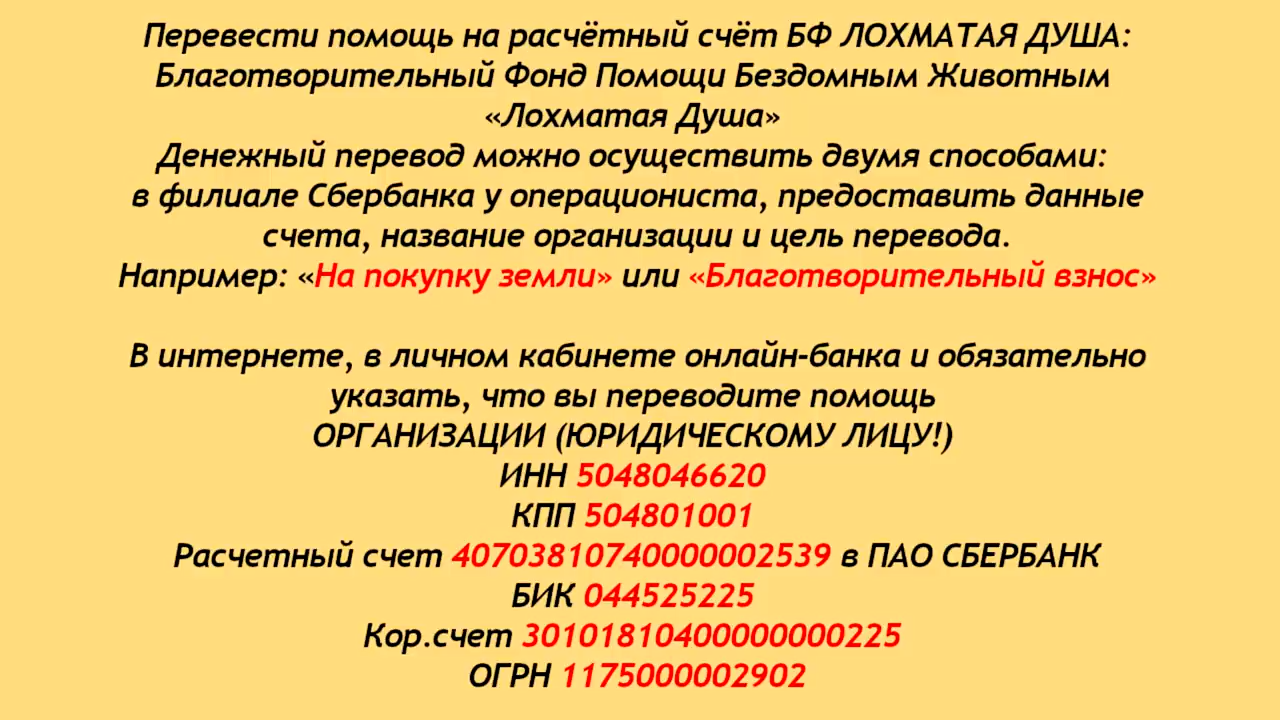 Перевести помощь на расчётный счёт БФ ЛОХМАТАЯ ДУША:
Благотворительный Фонд Помощи Бездомным Животным
«Лохматая Душа»
Денежный перевод можно осуществить двумя способами:
в филиале Сбербанка у операциониста, предоставить данные
счета, название организации и цель перевода.
Например: «На покупку земли» или «Благотворительный взнос»
В интернете, в личном кабинете онлайн-банка и обязательно
указать, что вы переводите помощь
ОРГАНИЗАЦИИ (ЮРИДИЧЕСКОМУ ЛИЦУ!)
ИНН 5048046620
КПП 504801001
Расчетный счет 40703810740000002539 в ПАО СБЕРБАНК
БИК 044525225
Кор.счет 30101810400000000225
ОГРН 1175000002902